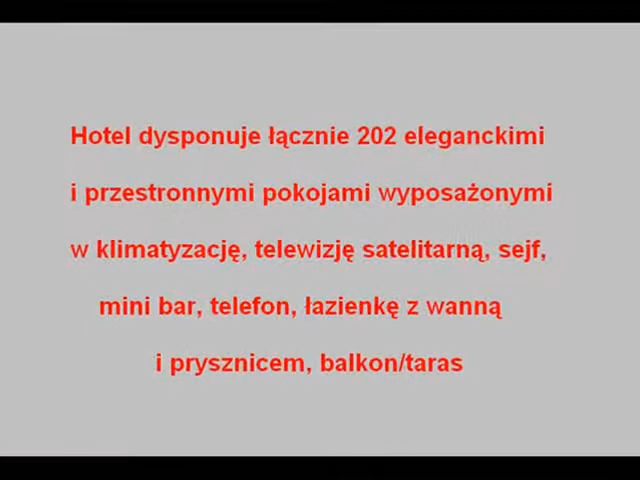 Hotel dysponuje łącznie 202 eleganckimi
i przestronnymi pokojami wyposażonymi
w klimatyzację, telewizję satelitarną, sejf,
mini bar, telefon, łazienkę z wanną
i prysznicem, balkon/taras